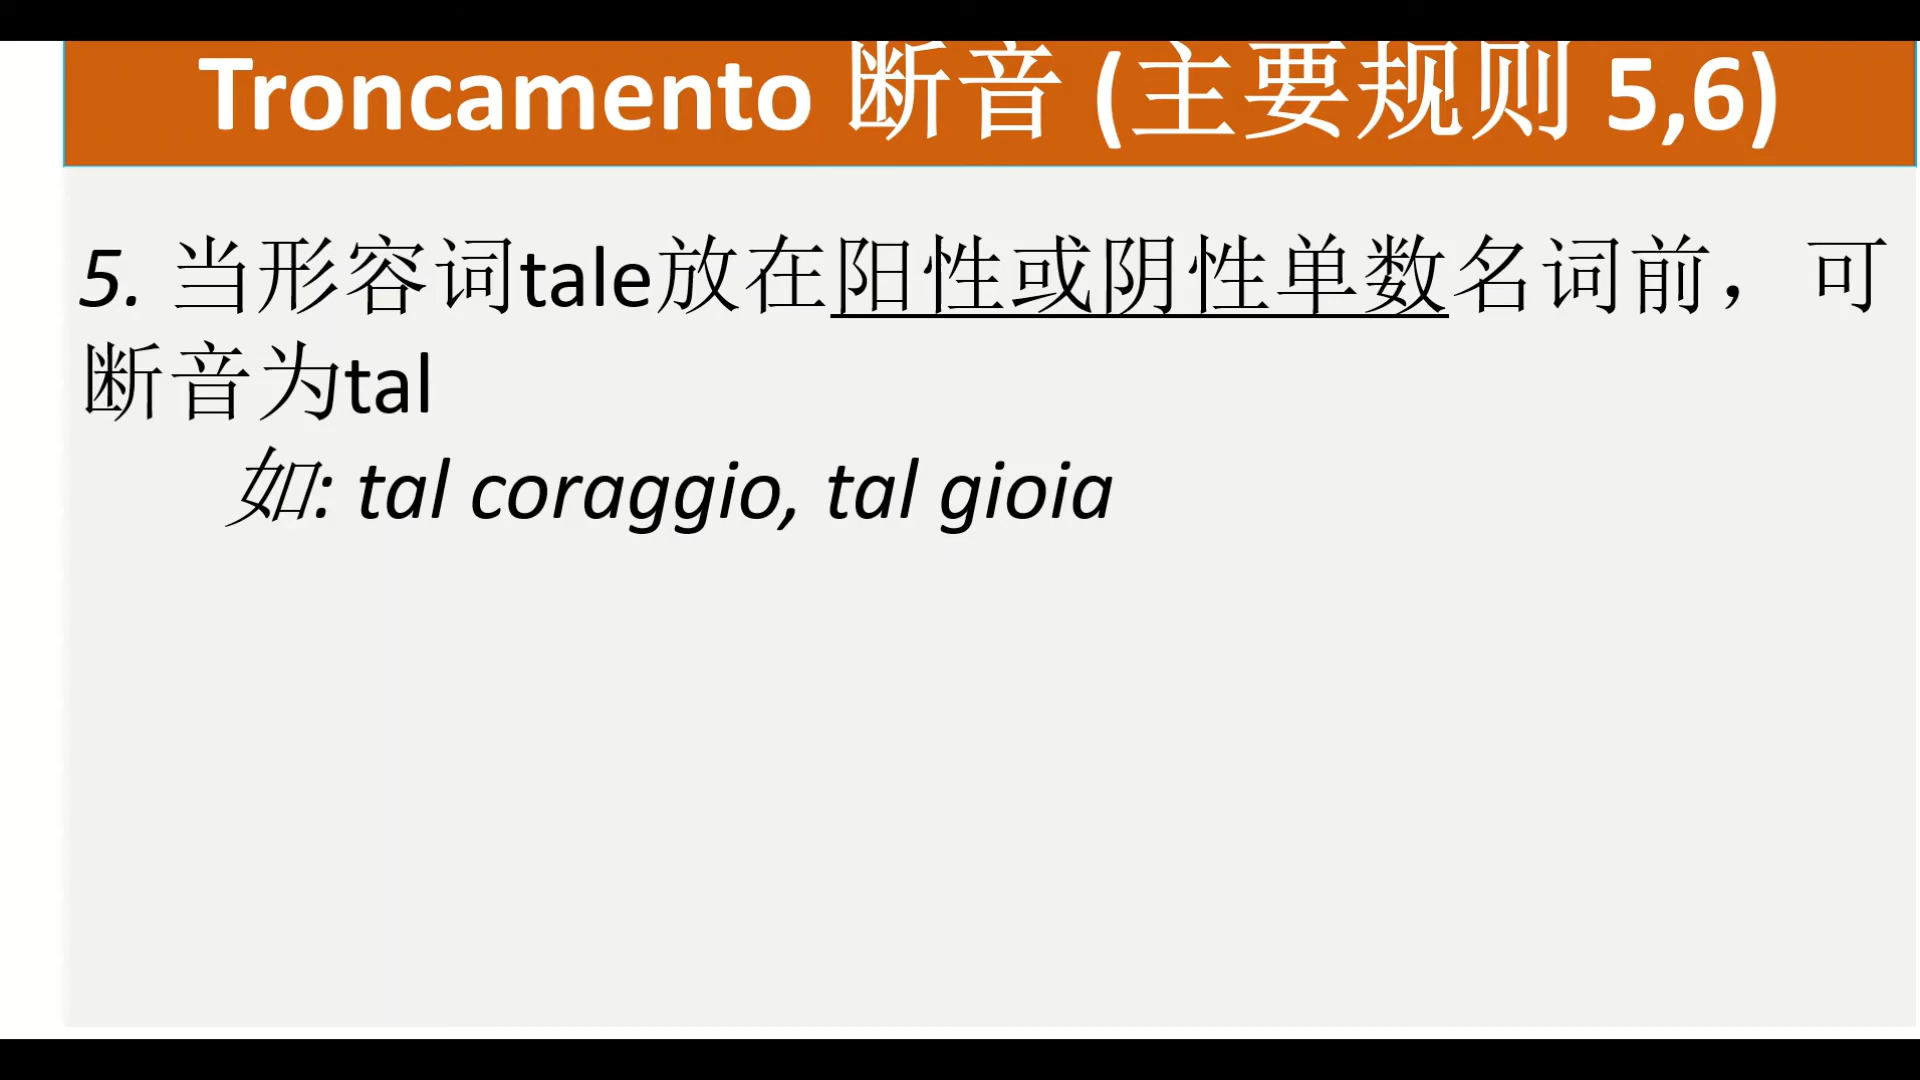 Troncamento 断音 (主要规则 5,6)
5. 当形容词tale放在阳性或阴性单数名词前，可
断音为tal
如: tal coraggio, tal gioia